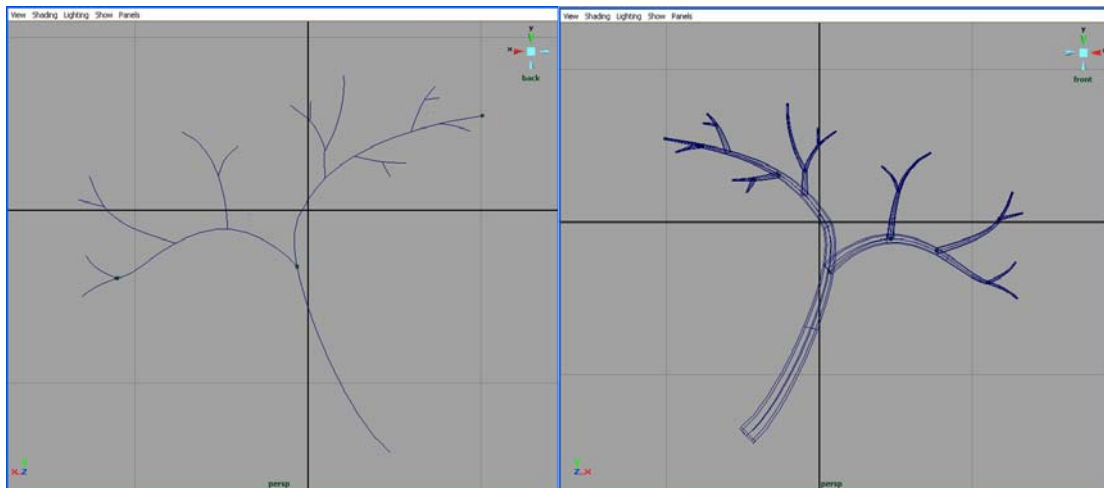 View Shading Lighting Show Panels
y
x
back
X Z
persp
View Shading Lighting Show Panels
y
front
Z X
persp